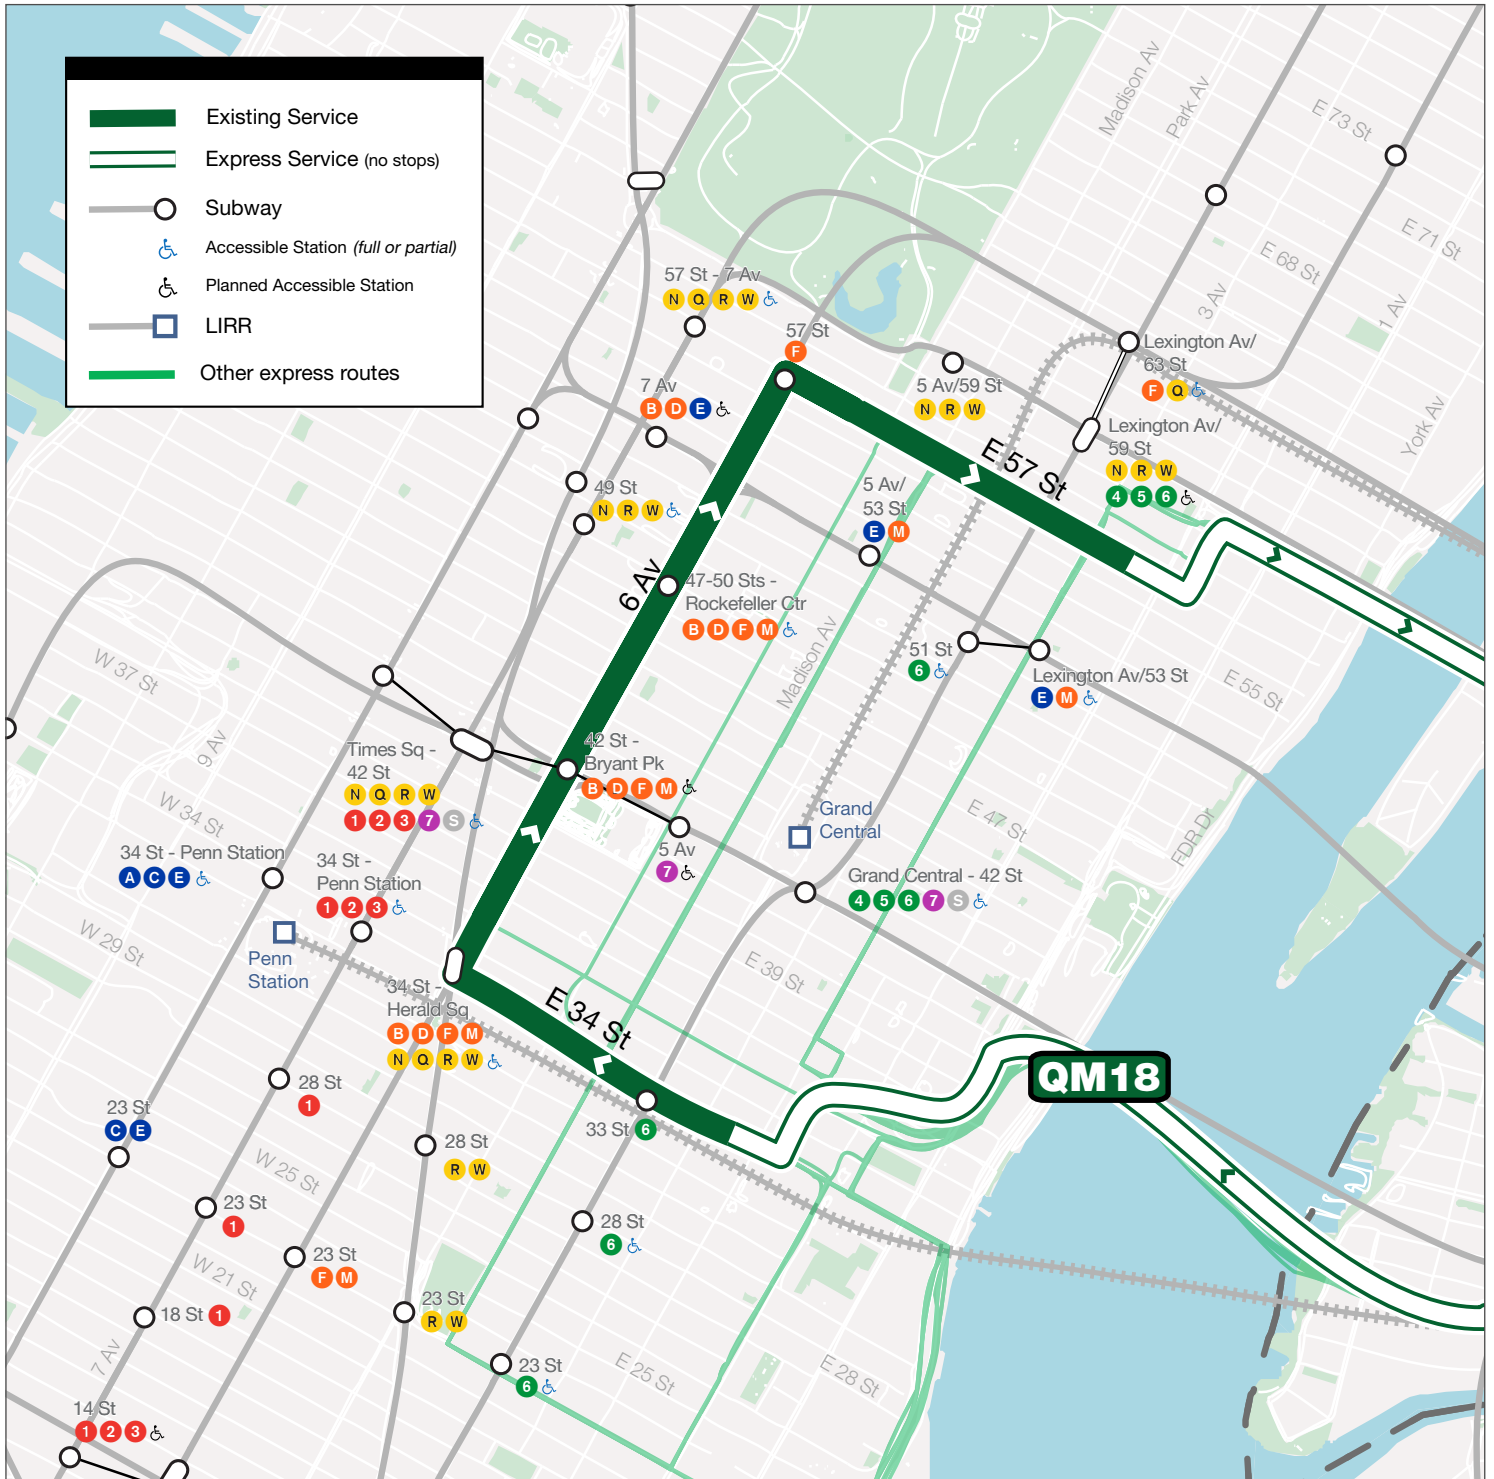 Existing Service
Express Service (no stops)
Subway
Accessible Station (full or partial)
Planned Accessible Station
LIRR
Other express routes
Madison Av
Park Av
E 73 St
E 71 St
E 68 St
3 Av
1 Av
York Av
57 St - 7 Av
N Q R W
57 St
F
7 Av
B D E
5 Av/59 St
N R W
Lexington Av/
63 St
F Q
Lexington Av/
59 St
N R W
4 5 6
E 57 St
49 St
N R W
5 Av/
53 St
E M
6 Av
47-50 Sts -
Rockefeller Ctr
B D F M
Madison Av
51 St
6
Lexington Av/53 St
E M
E 55 St
W 37 St
9 Av
Times Sq -
42 St
N Q R W
1 2 3 7 S
42 St -
Bryant Pk
B D F M
5 Av
7
Grand
Central
E 47 St
FDR Dr
W 34 St
34 St - Penn Station
A C E
34 St -
Penn Station
1 2 3
Grand Central - 42 St
4 5 6 7 S
W 29 St
Penn
Station
34 St -
Herald Sq
B D F M
N Q R W
E 39 St
E 34 St
QM18
28 St
1
23 St
C E
33 St 6
28 St
R W
W 25 St
23 St
1
28 St
6
23 St
F M
W 21 St
18 St 1
23 St
R W
7 Av
23 St
6
E 25 St
E 28 St
14 St
1 2 3